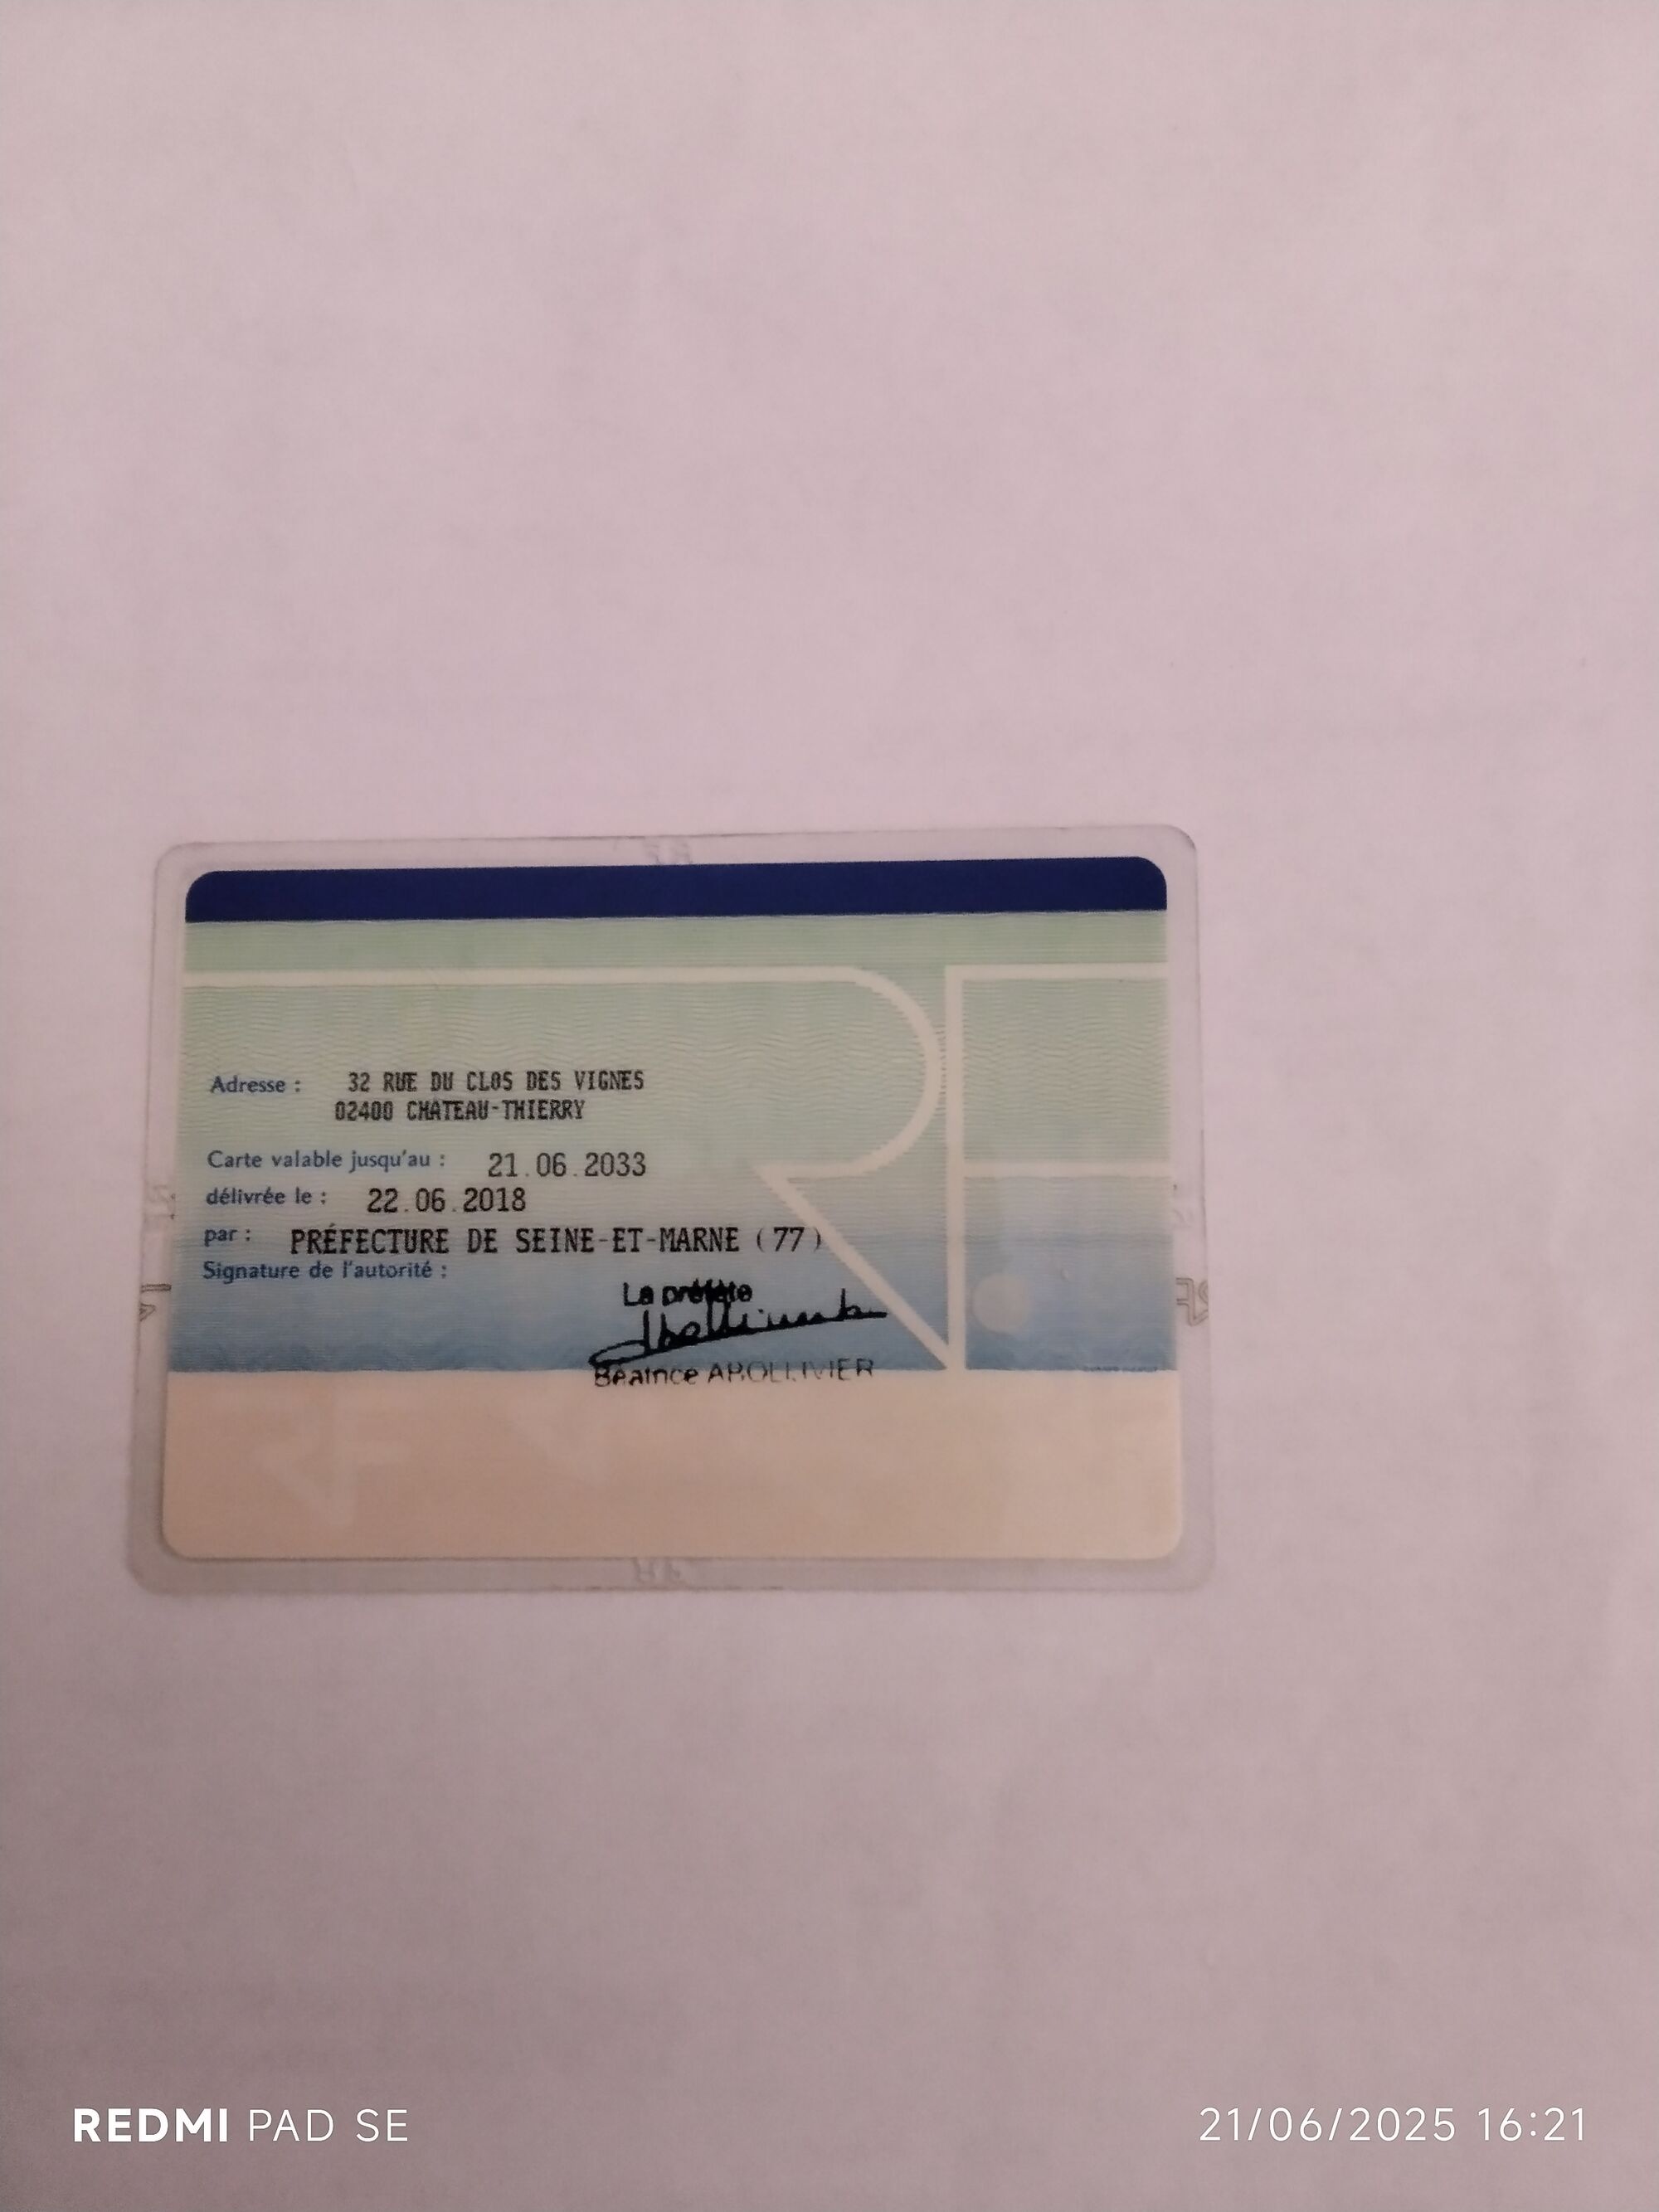 Adresse : 32 RUE DU CLOS DES VIGNES
02400 CHATEAU-THIERRY
Carte valable jusqu'au : 21.06.2033
délivrée le : 22.06.2018
par : PRÉFECTURE DE SEINE-ET-MARNE (77)
Signature de l'autorité :
La préfète
Béatrice ABOLLIVIER
REDMI PAD SE
21/06/2025 16:21